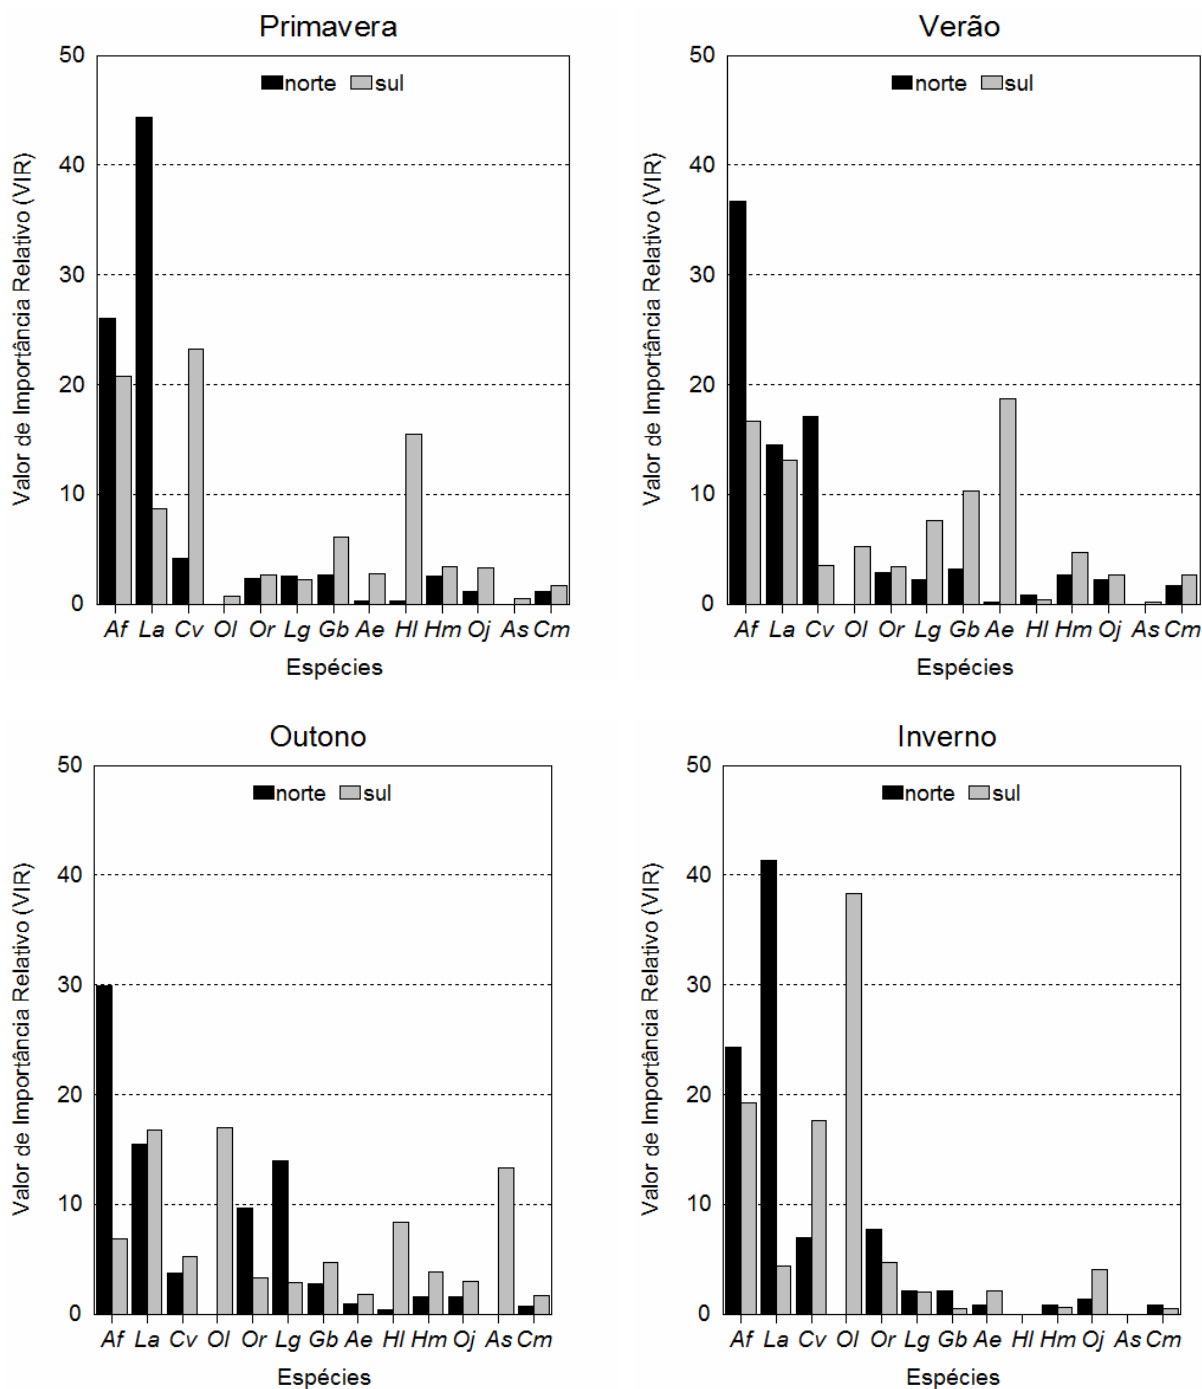 Primavera
50
norte sul
40
30
20
10
0
Valor de Importância Relativo (VIR)
Af La Cv Ol Or Lg Gb Ae Hl Hm Oj As Cm
Espécies
Verão
50
norte sul
40
30
20
10
0
Valor de Importância Relativo (VIR)
Af La Cv Ol Or Lg Gb Ae Hl Hm Oj As Cm
Espécies
Outono
50
norte sul
40
30
20
10
0
Valor de Importância Relativo (VIR)
Af La Cv Ol Or Lg Gb Ae Hl Hm Oj As Cm
Espécies
Inverno
50
norte sul
40
30
20
10
0
Valor de Importância Relativo (VIR)
Af La Cv Ol Or Lg Gb Ae Hl Hm Oj As Cm
Espécies